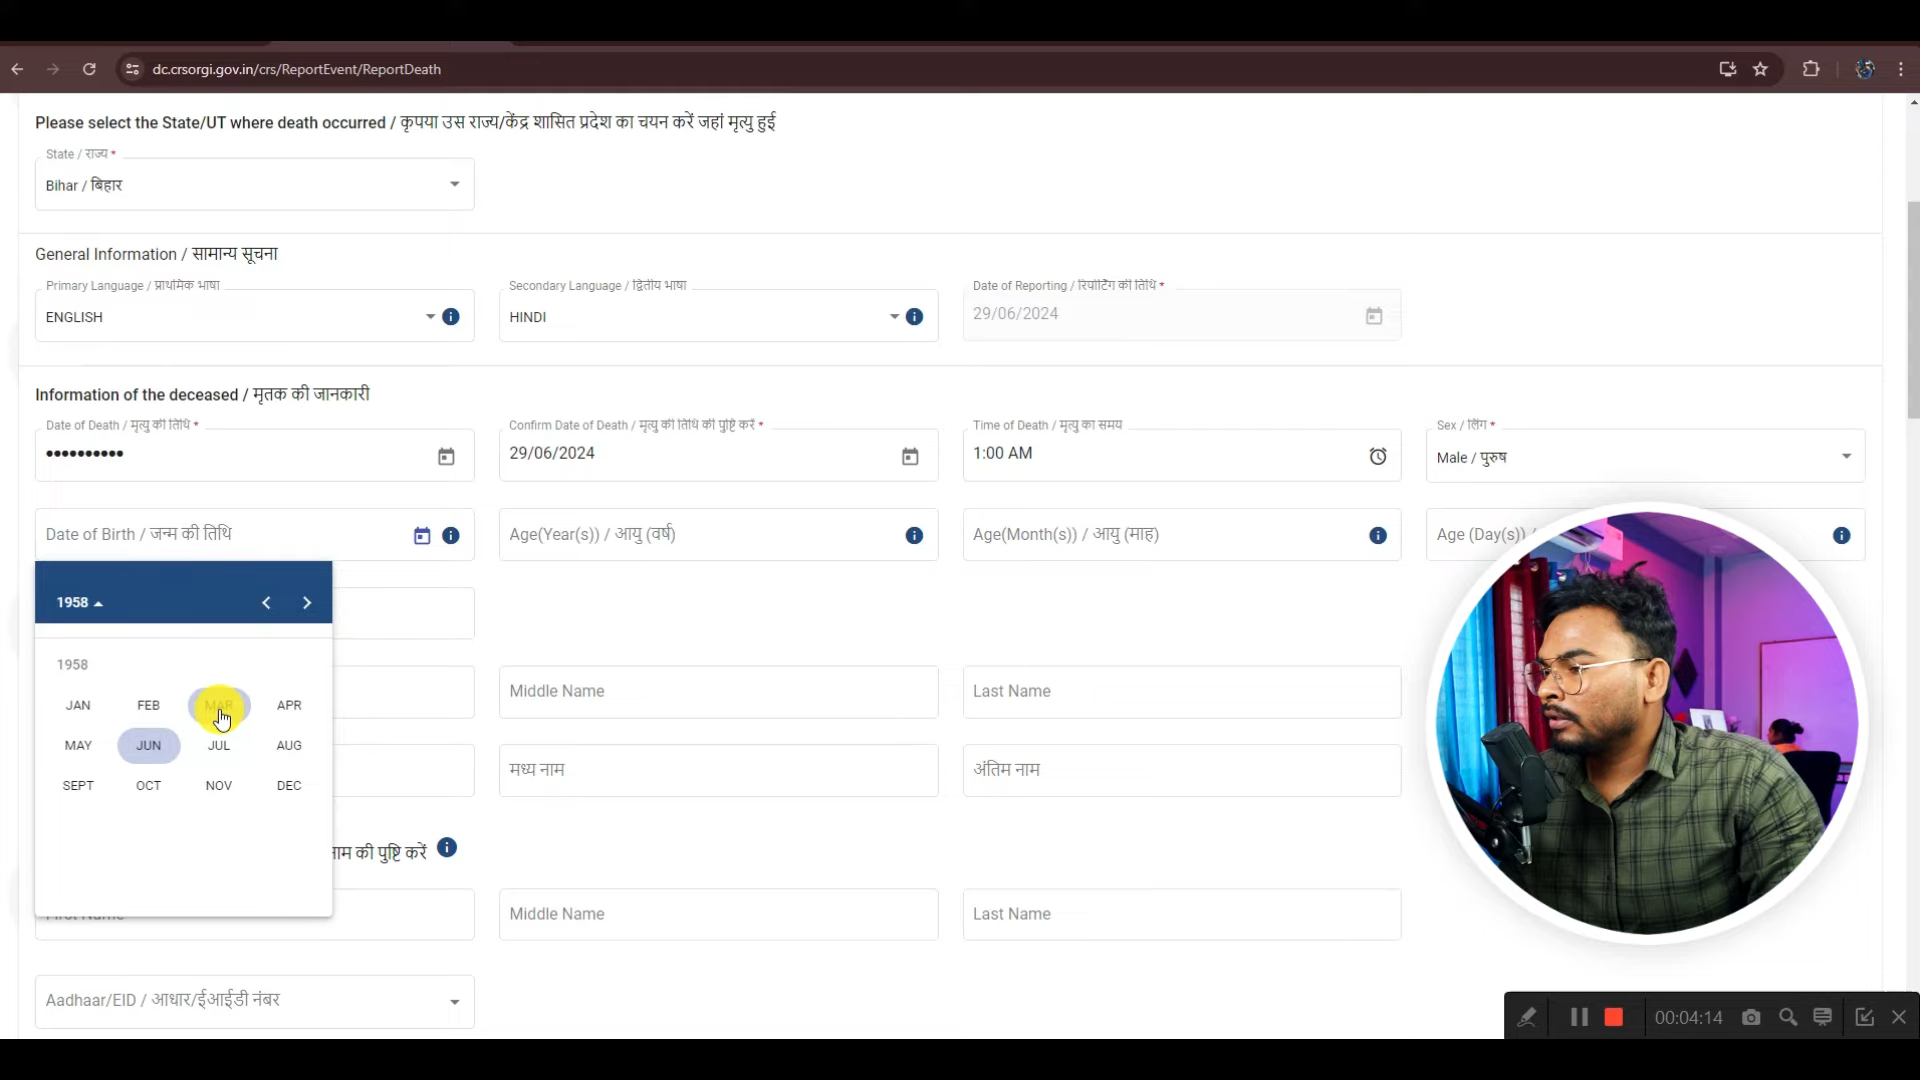 dc.crsorgi.gov.in/crs/ReportEvent/ReportDeath
Please select the State/UT where death occurred / कृपया उस राज्य/केंद्र शासित प्रदेश का चयन करें जहां मृत्यु हुई
State / राज्य *
Bihar / बिहार
General Information / सामान्य सूचना
Primary Language / प्राथमिक भाषा
Secondary Language / द्वितीय भाषा
Date of Reporting / रिपोर्टिंग की तिथि *
ENGLISH
HINDI
29/06/2024
Information of the deceased / मृतक की जानकारी
Date of Death / मृत्यु की तिथि *
Confirm Date of Death / मृत्यु की तिथि की पुष्टि करें *
Time of Death / मृत्यु का समय
Sex / लिंग *
••••••••••
29/06/2024
1:00 AM
Male / पुरुष
Date of Birth / जन्म की तिथि
Age(Year(s)) / आयु (वर्ष)
Age(Month(s)) / आयु (माह)
Age (Day(s)) /
1958
1958
JAN FEB MAR APR
MAY JUN JUL AUG
SEPT OCT NOV DEC
Middle Name
Last Name
मध्य नाम
अंतिम नाम
नाम की पुष्टि करें
First Name
Middle Name
Last Name
Aadhaar/EID / आधार/ईआईडी नंबर
00:04:14